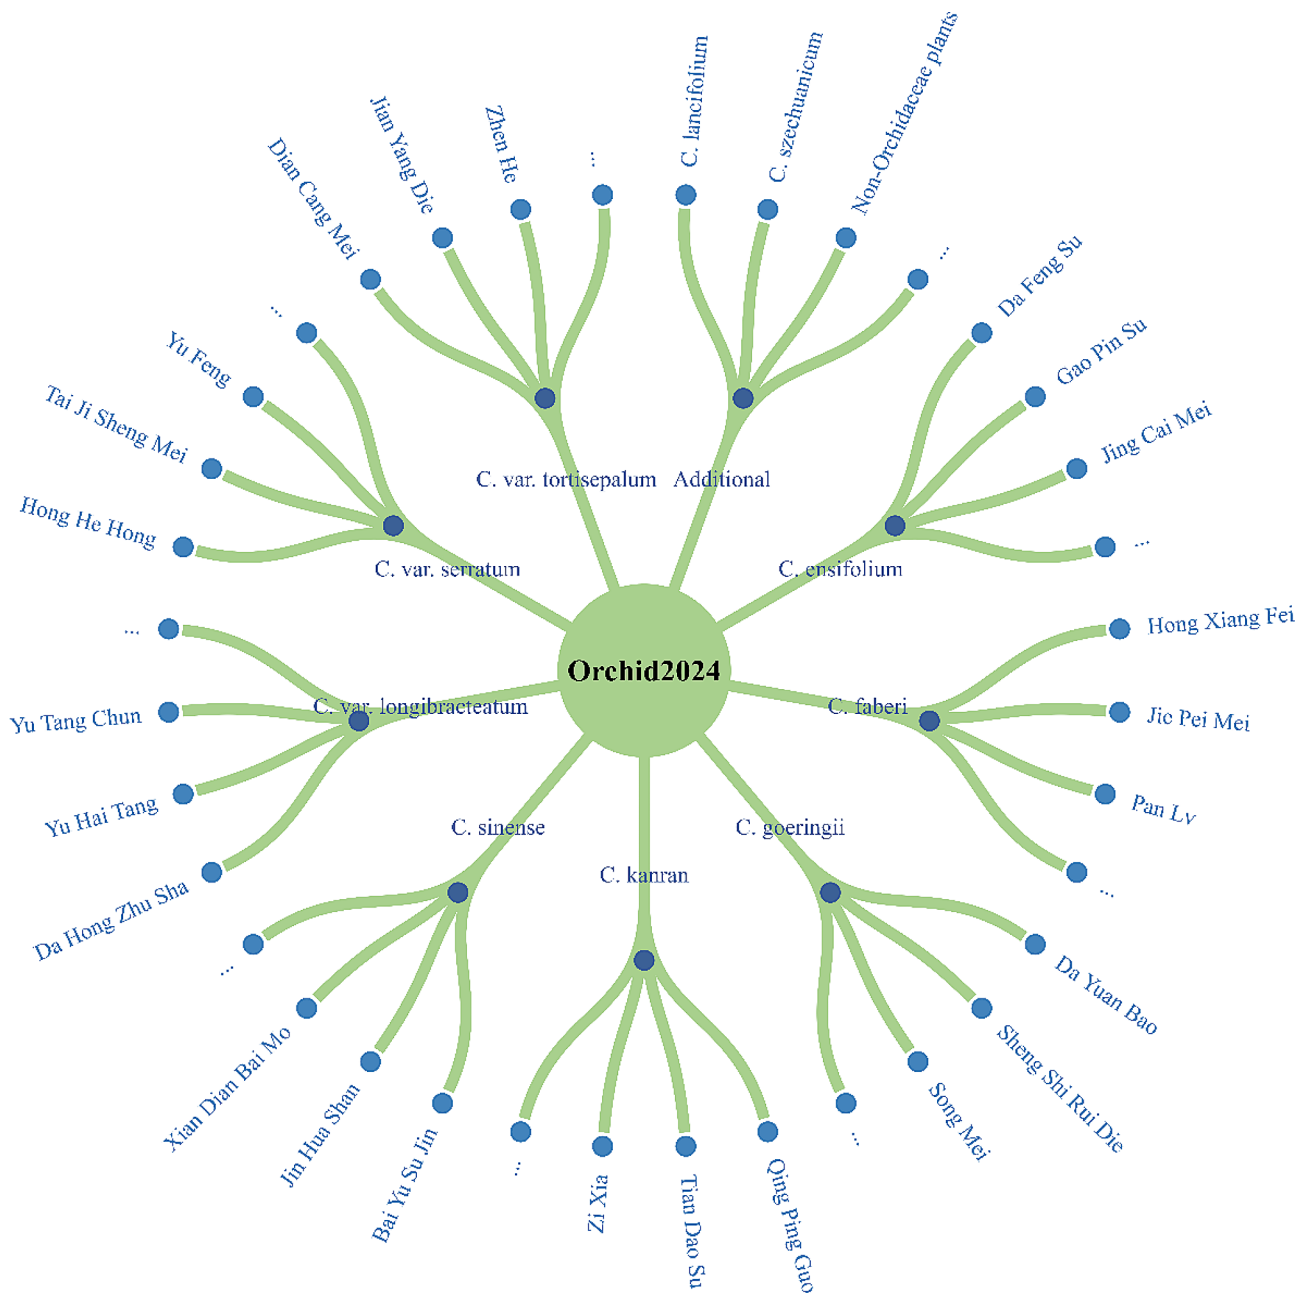 Orchid2024
Additional
C. lancifolium
C. szechuanicum
Non-Orchidaceae plants
...
C. ensifolium
Da Feng Su
Gao Pin Su
Jing Cai Mei
...
C. faberi
Hong Xiang Fei
Jie Pei Mei
Pan Lv
...
C. goeringii
Da Yuan Bao
Sheng Shi Rui Die
Song Mei
...
C. kanran
Qing Ping Guo
Tian Dao Su
Zi Xia
...
C. sinense
Bai Yu Su Jin
Jin Hua Shan
Xian Dian Bai Mo
...
C. var. longibracteatum
Da Hong Zhu Sha
Yu Hai Tang
Yu Tang Chun
...
C. var. serratum
Hong He Hong
Tai Ji Sheng Mei
Yu Feng
...
C. var. tortisepalum
Dian Cang Mei
Jian Yang Die
Zhen He
...